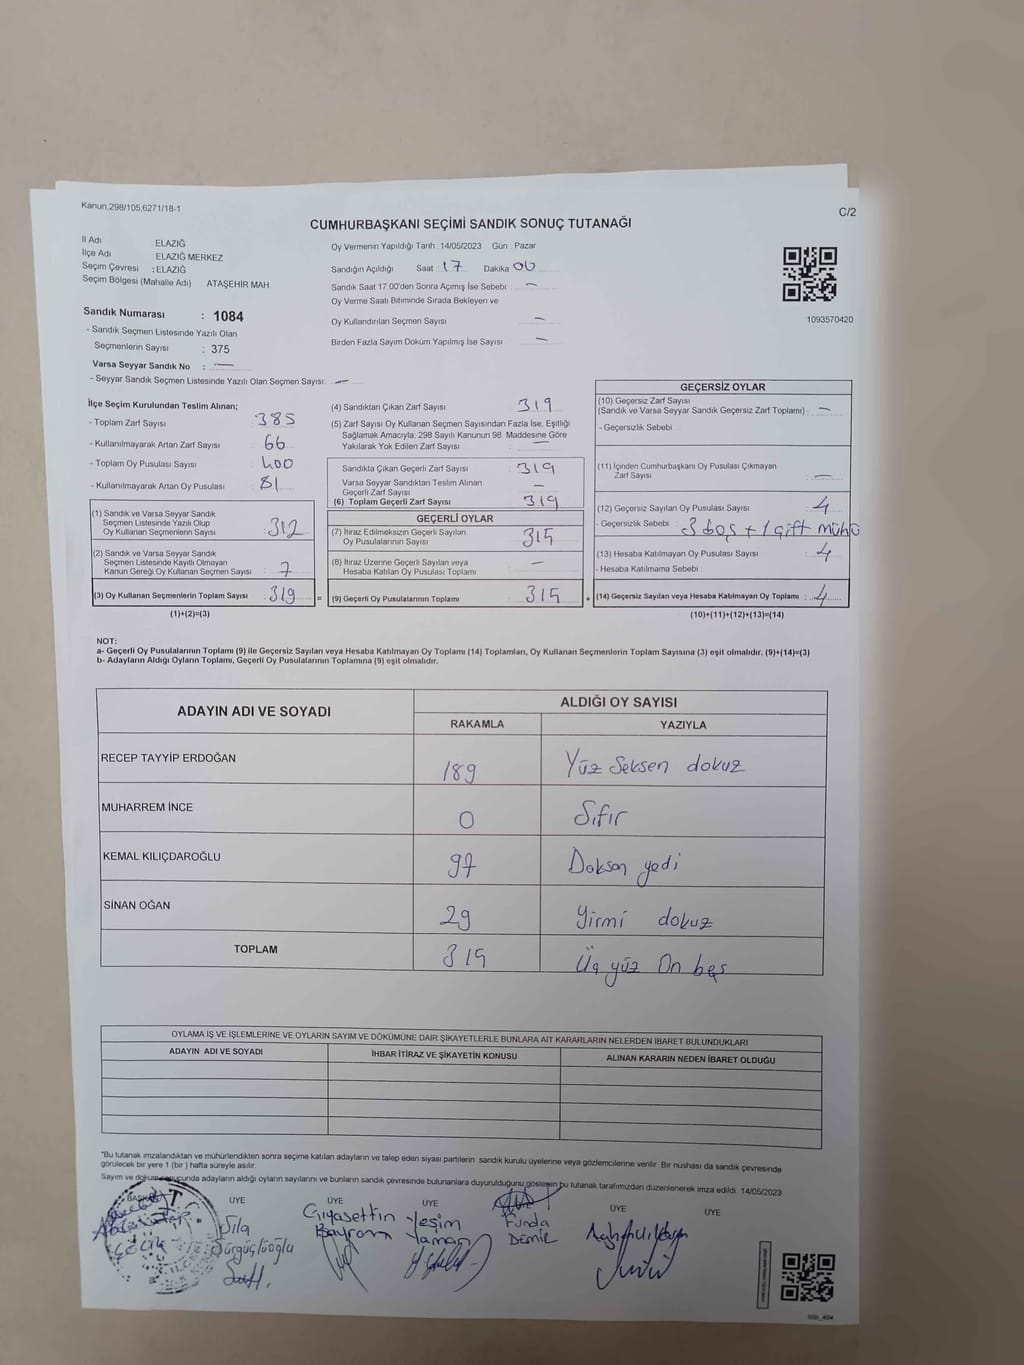 Kanun,298/105,6271/18-1
C/2
CUMHURBAŞKANI SEÇİMİ SANDIK SONUÇ TUTANAĞI
İl Adı : ELAZIĞ
İlçe Adı : ELAZIĞ MERKEZ
Seçim Çevresi : ELAZIĞ
Seçim Bölgesi (Mahalle Adı) : ATAŞEHİR MAH
Oy Vermenin Yapıldığı Tarih : 14/05/2023 Gün : Pazar
Sandığın Açıldığı Saat : 17 Dakika 00
Sandık Saat 17.00'den Sonra Açımış İse Sebebi : —
Oy Verme Saati Bitiminde Sırada Bekleyen ve
Oy Kullandırılan Seçmen Sayısı —
Birden Fazla Sayım Döküm Yapılmış İse Sayısı —
1093570420
Sandık Numarası : 1084
- Sandık Seçmen Listesinde Yazılı Olan
Seçmenlerin Sayısı : 375
Varsa Seyyar Sandık No : —
- Seyyar Sandık Seçmen Listesinde Yazılı Olan Seçmen Sayısı: —
İlçe Seçim Kurulundan Teslim Alınan;
- Toplam Zarf Sayısı : 385
- Kullanılmayarak Artan Zarf Sayısı : 66
- Toplam Oy Pusulası Sayısı : 400
- Kullanılmayarak Artan Oy Pusulası : 81
(1) Sandık ve Varsa Seyyar Sandık
Seçmen Listesinde Yazılı Olup
Oy Kullanan Seçmenlerin Sayısı : 312
(2) Sandık ve Varsa Seyyar Sandık
Seçmen Listesinde Kayıtlı Olmayan
Kanun Gereği Oy Kullanan Seçmen Sayısı : 7
(3) Oy Kullanan Seçmenlerin Toplam Sayısı : 319 =
(1)+(2)=(3)
(4) Sandıktan Çıkan Zarf Sayısı : 319
(5) Zarf Sayısı Oy Kullanan Seçmen Sayısından Fazla İse, Eşitliği
Sağlamak Amacıyla; 298 Sayılı Kanunun 98. Maddesine Göre
Yakılarak Yok Edilen Zarf Sayısı : —
Sandıkta Çıkan Geçerli Zarf Sayısı : 319
Varsa Seyyar Sandıktan Teslim Alınan
Geçerli Zarf Sayısı : —
(6) Toplam Geçerli Zarf Sayısı : 319
GEÇERLİ OYLAR
(7) İtiraz Edilmeksizin Geçerli Sayılan
Oy Pusulalarının Sayısı : 315
(8) İtiraz Üzerine Geçerli Sayılan veya
Hesaba Katılan Oy Pusulası Toplamı : —
(9) Geçerli Oy Pusulalarının Toplamı : 315 +
GEÇERSİZ OYLAR
(10) Geçersiz Zarf Sayısı
(Sandık ve Varsa Seyyar Sandık Geçersiz Zarf Toplamı) : —
- Geçersizlik Sebebi :
(11) İçinden Cumhurbaşkanı Oy Pusulası Çıkmayan
Zarf Sayısı : —
(12) Geçersiz Sayılan Oy Pusulası Sayısı : 4
- Geçersizlik Sebebi : 3 boş + 1 çift mühü
(13) Hesaba Katılmayan Oy Pusulası Sayısı : 4
- Hesaba Katılmama Sebebi :
(14) Geçersiz Sayılan veya Hesaba Katılmayan Oy Toplamı : 4
(10)+(11)+(12)+(13)=(14)
NOT:
a- Geçerli Oy Pusulalarının Toplamı (9) ile Geçersiz Sayılan veya Hesaba Katılmayan Oy Toplamı (14) Toplamları, Oy Kullanan Seçmenlerin Toplam Sayısına (3) eşit olmalıdır. (9)+(14)=(3)
b- Adayların Aldığı Oyların Toplamı, Geçerli Oy Pusulalarının Toplamına (9) eşit olmalıdır.
ADAYIN ADI VE SOYADI
ALDIĞI OY SAYISI
RAKAMLA YAZIYLA
RECEP TAYYİP ERDOĞAN 189 Yüz Seksen dokuz
MUHARREM İNCE 0 Sıfır
KEMAL KILIÇDAROĞLU 97 Doksan yedi
SİNAN OĞAN 29 Yirmi dokuz
TOPLAM 315 Üç yüz On beş
OYLAMA İŞ VE İŞLEMLERİNE VE OYLARIN SAYIM VE DÖKÜMÜNE DAİR ŞİKAYETLERLE BUNLARA AİT KARARLARIN NELERDEN İBARET BULUNDUKLARI
ADAYIN ADI VE SOYADI İHBAR İTİRAZ VE ŞİKAYETİN KONUSU ALINAN KARARIN NEDEN İBARET OLDUĞU
*Bu tutanak imzalandıktan ve mühürlendikten sonra seçime katılan adayların ve talep eden siyasi partilerin sandık kurulu üyelerine veya gözlemcilerine verilir. Bir nushası da sandık çevresinde
görülecek bir yere 1 (bir) hafta süreyle asılır.
Sayım ve döküm sonucunda adayların aldığı oyların sayılarını ve bunların sandık çevresinde bulunanlara duyurulduğunu gösteren bu tutanak tarafımızdan düzenlenerek imza edildi. 14/05/2023
BAŞKAN ÜYE ÜYE ÜYE ÜYE ÜYE
Sıla Gıyasettin Yeşim Funda
Sürgüçlüoğlu Bayram Yaman DEMİR